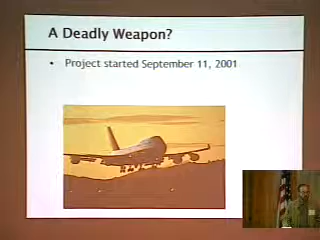 A Deadly Weapon?
• Project started September 11, 2001